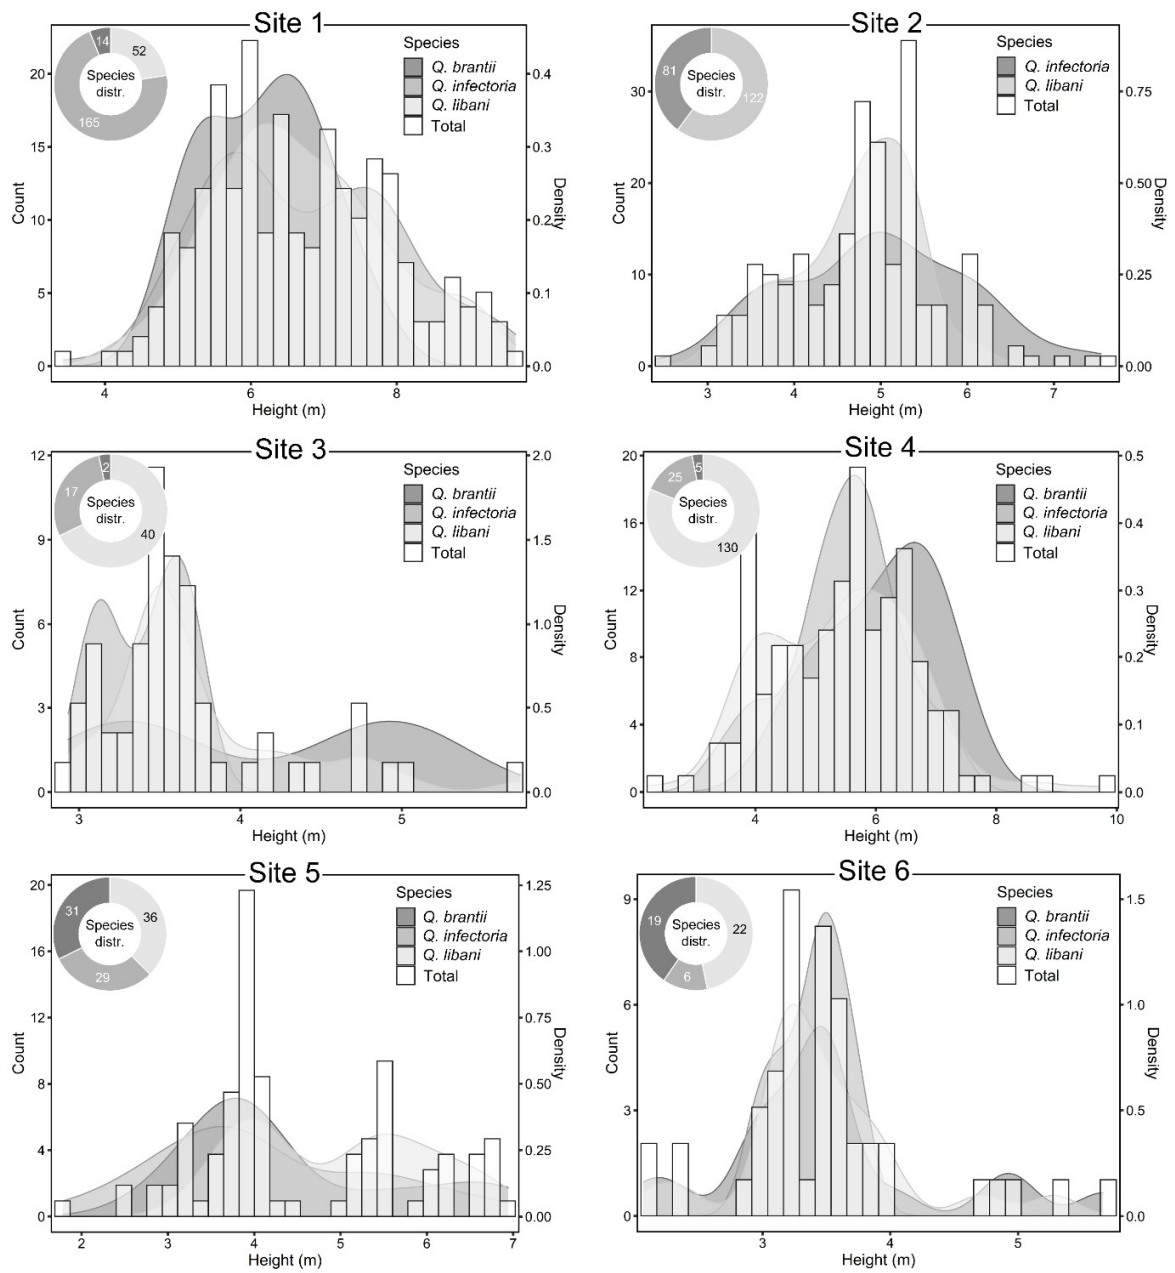 Site 1
Species
distr.
14
52
165
Species
Q. brantii
Q. infectoria
Q. libani
Total
Count
20
15
10
5
0
Density
0.4
0.3
0.2
0.1
0.0
4 6 8
Height (m)
Site 2
Species
distr.
81
122
Species
Q. infectoria
Q. libani
Total
Count
30
20
10
0
Density
0.75
0.50
0.25
0.00
3 4 5 6 7
Height (m)
Site 3
Species
distr.
2
17
40
Species
Q. brantii
Q. infectoria
Q. libani
Total
Count
12
9
6
3
0
Density
2.0
1.5
1.0
0.5
0.0
3 4 5
Height (m)
Site 4
Species
distr.
5
25
130
Species
Q. brantii
Q. infectoria
Q. libani
Total
Count
20
16
12
8
4
0
Density
0.5
0.4
0.3
0.2
0.1
0.0
4 6 8 10
Height (m)
Site 5
Species
distr.
31
36
29
Species
Q. brantii
Q. infectoria
Q. libani
Total
Count
20
16
12
8
4
0
Density
1.25
1.00
0.75
0.50
0.25
0.00
2 3 4 5 6 7
Height (m)
Site 6
Species
distr.
19
22
6
Species
Q. brantii
Q. infectoria
Q. libani
Total
Count
9
6
3
0
Density
1.5
1.0
0.5
0.0
3 4 5
Height (m)